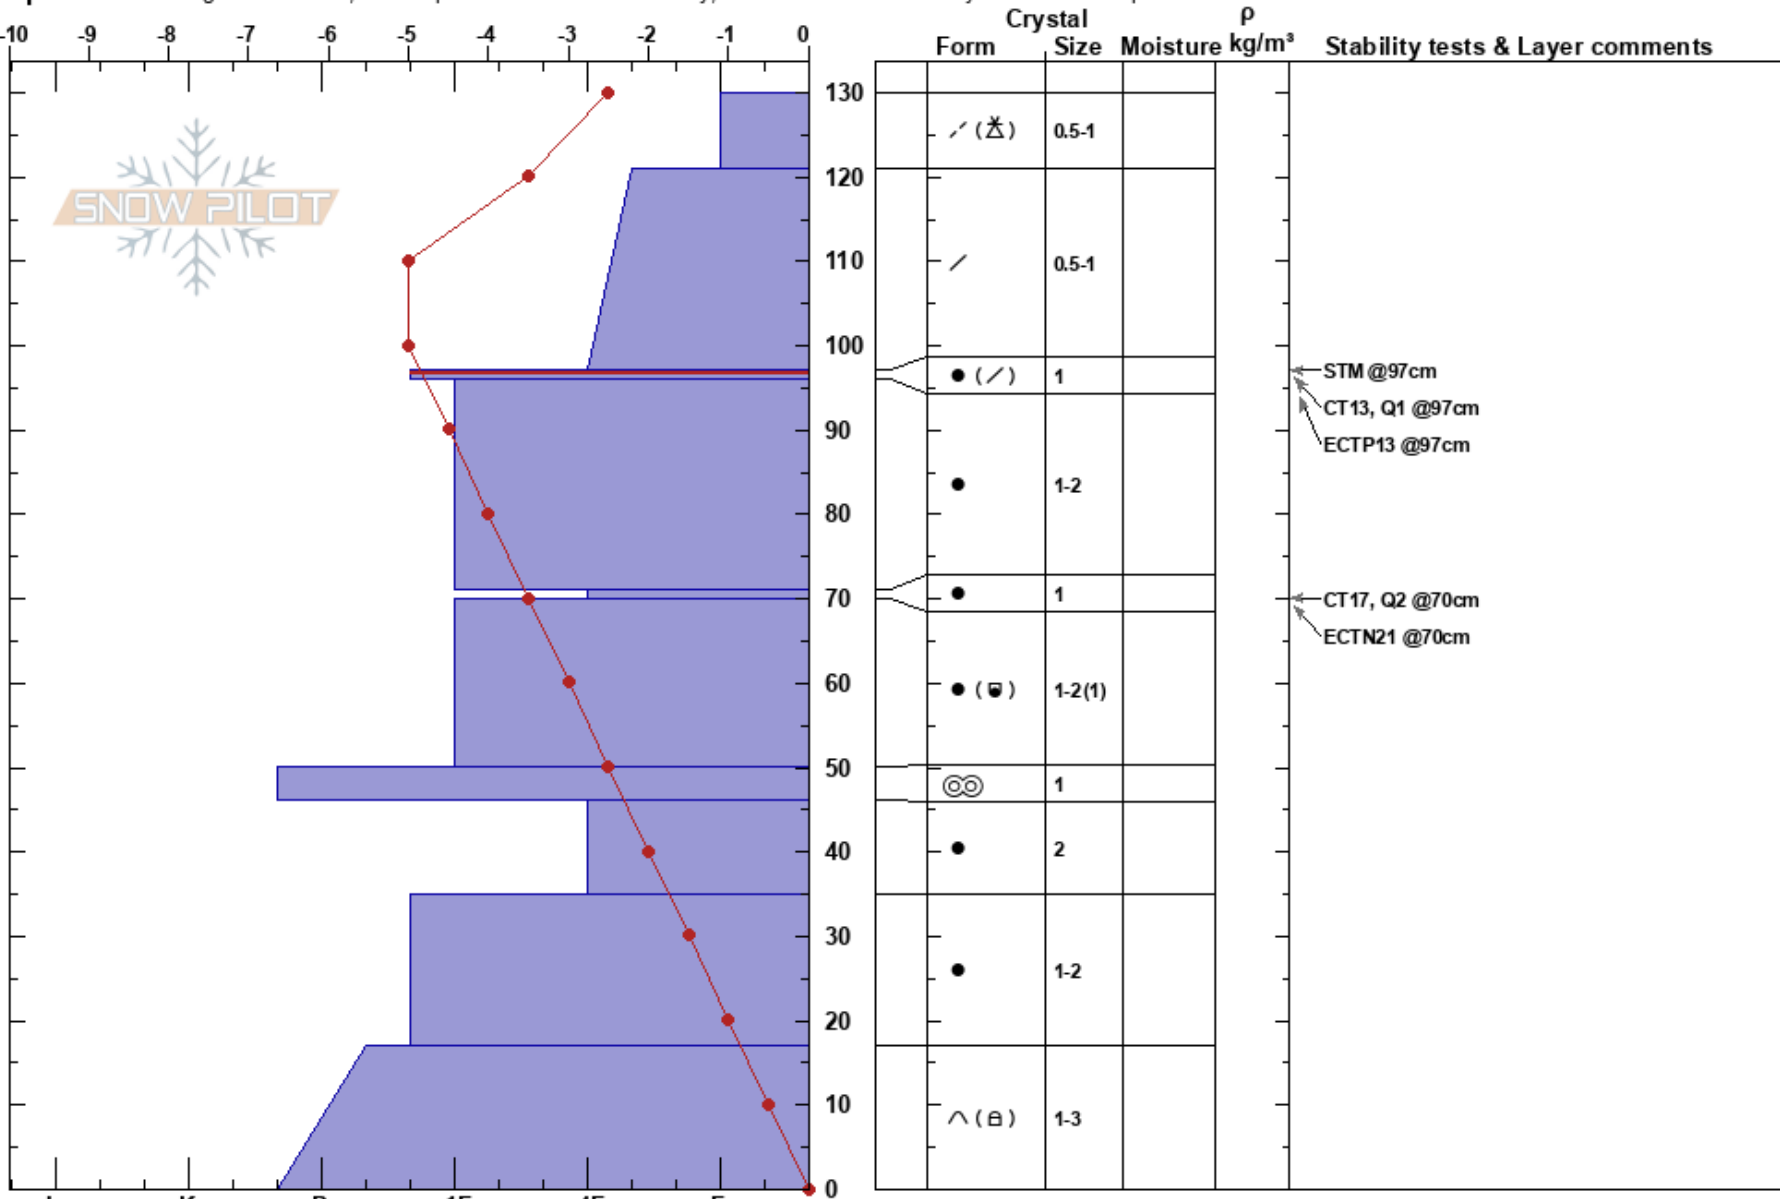 Crystal ρ
-10 -9 -8 -7 -6 -5 -4 -3 -2 -1 0 Form Size Moisture kg/m³ Stability tests & Layer comments
130
( ) 0.5-1
SNOW PILOT
120
110 ( 0.5-1
100
( ) 1 STM @97cm
CT13, Q1 @97cm
90 ECTP13 @97cm
80 1-2
70 1 CT17, Q2 @70cm
ECTN21 @70cm
60 ( ) 1-2(1)
50 1
40 2
30 1-2
20
10 ( ) 1-3
0